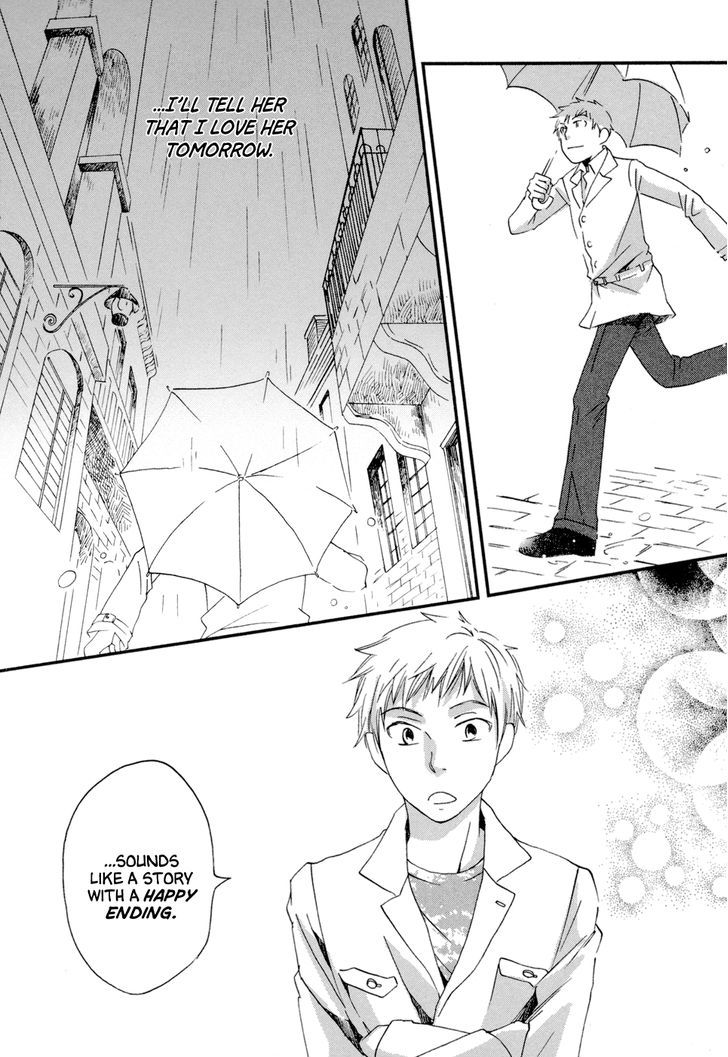 ...I'LL TELL HER
THAT I LOVE HER
TOMORROW.
...SOUNDS
LIKE A STORY
WITH A HAPPY
ENDING.